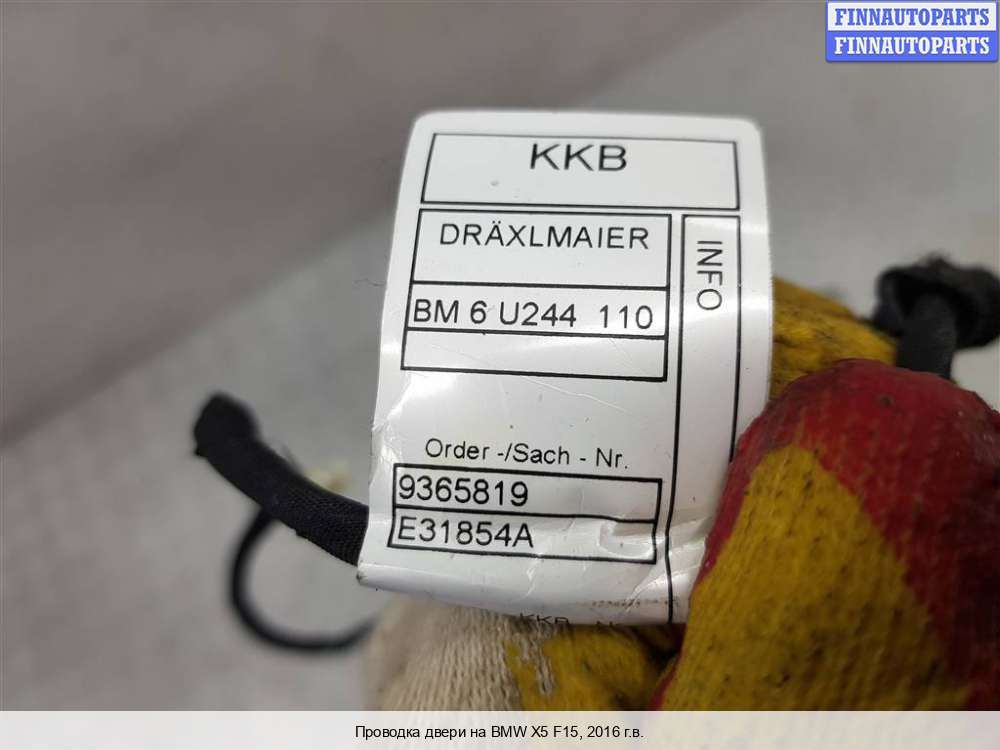 FINNAUTOPARTS
FINNAUTOPARTS
KKB
DRÄXLMAIER
INFO
BM 6 U244 110
Order -/Sach - Nr.
9365819
E31854A
KKB
Проводка двери на BMW X5 F15, 2016 г.в.